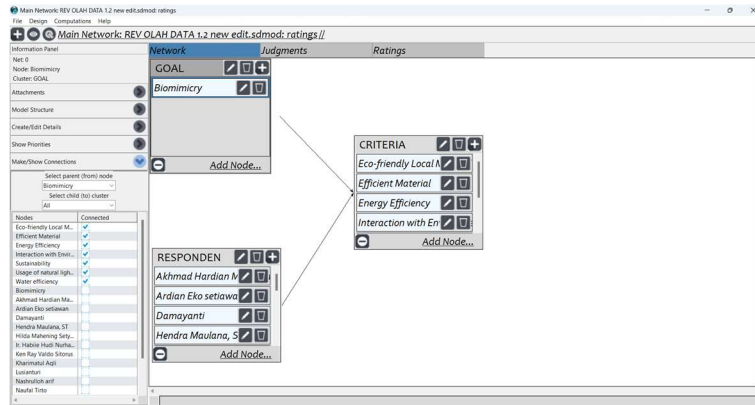 Main Network: REV OLAH DATA 1.2 new edit.sdmod: ratings
File Design Computations Help
Main Network: REV OLAH DATA 1.2 new edit.sdmod: ratings //
Information Panel
Network
Judgments
Ratings
Net: 0
Node: Biomimicry
Cluster: GOAL
Attachments
Model Structure
Create/Edit Details
Show Priorities
Make/Show Connections
Select parent (from) node
Biomimicry
Select child (to) cluster
All
Nodes Connected
Eco-friendly Local M...
Efficient Material
Energy Efficiency
Interaction with Envir...
Sustainability
Usage of natural ligh...
Water efficiency
Biomimicry
Akhmad Hardian Ma...
Ardian Eko setiawan
Damayanti
Hendra Maulana, ST
Hilda Mahening Sety...
Ir. Habiie Hudi Nurha...
Ken Ray Valdo Sitorus
Kharimatul Aqli
Lusianturi
Nashrulloh arif
Naufal Tirto
GOAL
Biomimicry
Add Node...
CRITERIA
Eco-friendly Local M
Efficient Material
Energy Efficiency
Interaction with En
Add Node...
RESPONDEN
Akhmad Hardian M
Ardian Eko setiawa
Damayanti
Hendra Maulana, S
Add Node...